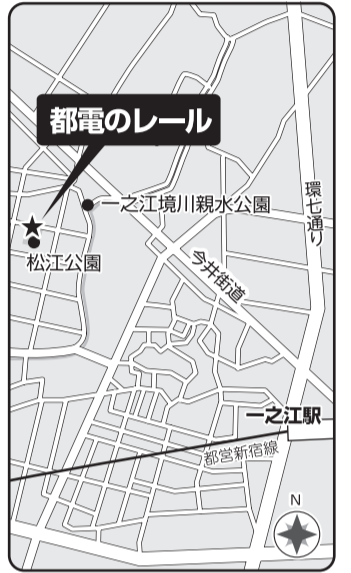 都電のレール
一之江境川親水公園
環七通り
松江公園
今井街道
一之江駅
都営新宿線
N